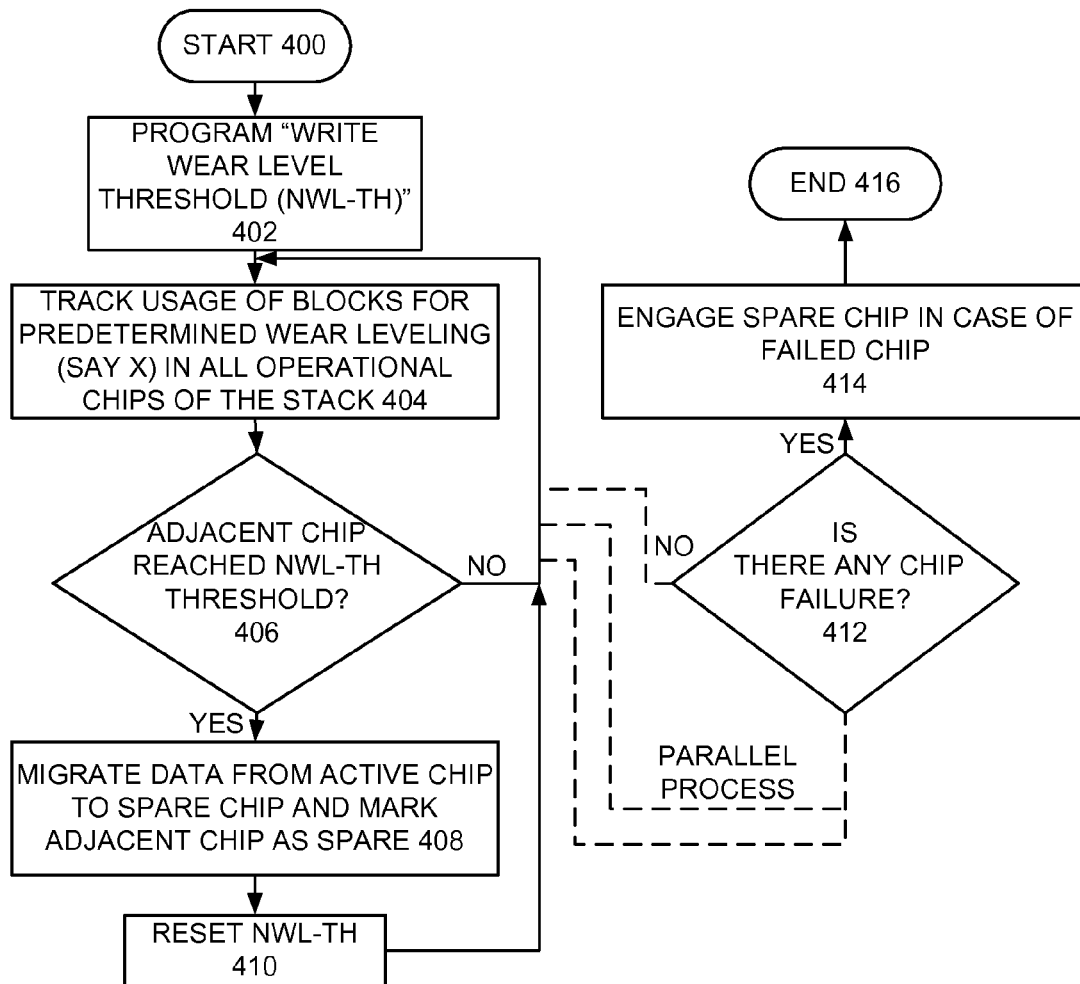 START 400
PROGRAM “WRITE
WEAR LEVEL
THRESHOLD (NWL-TH)”
402
TRACK USAGE OF BLOCKS FOR
PREDETERMINED WEAR LEVELING
(SAY X) IN ALL OPERATIONAL
CHIPS OF THE STACK 404
ADJACENT CHIP
REACHED NWL-TH
THRESHOLD?
406
NO
YES
MIGRATE DATA FROM ACTIVE CHIP
TO SPARE CHIP AND MARK
ADJACENT CHIP AS SPARE 408
RESET NWL-TH
410
END 416
ENGAGE SPARE CHIP IN CASE OF
FAILED CHIP
414
YES
IS
THERE ANY CHIP
FAILURE?
412
NO
PARALLEL
PROCESS